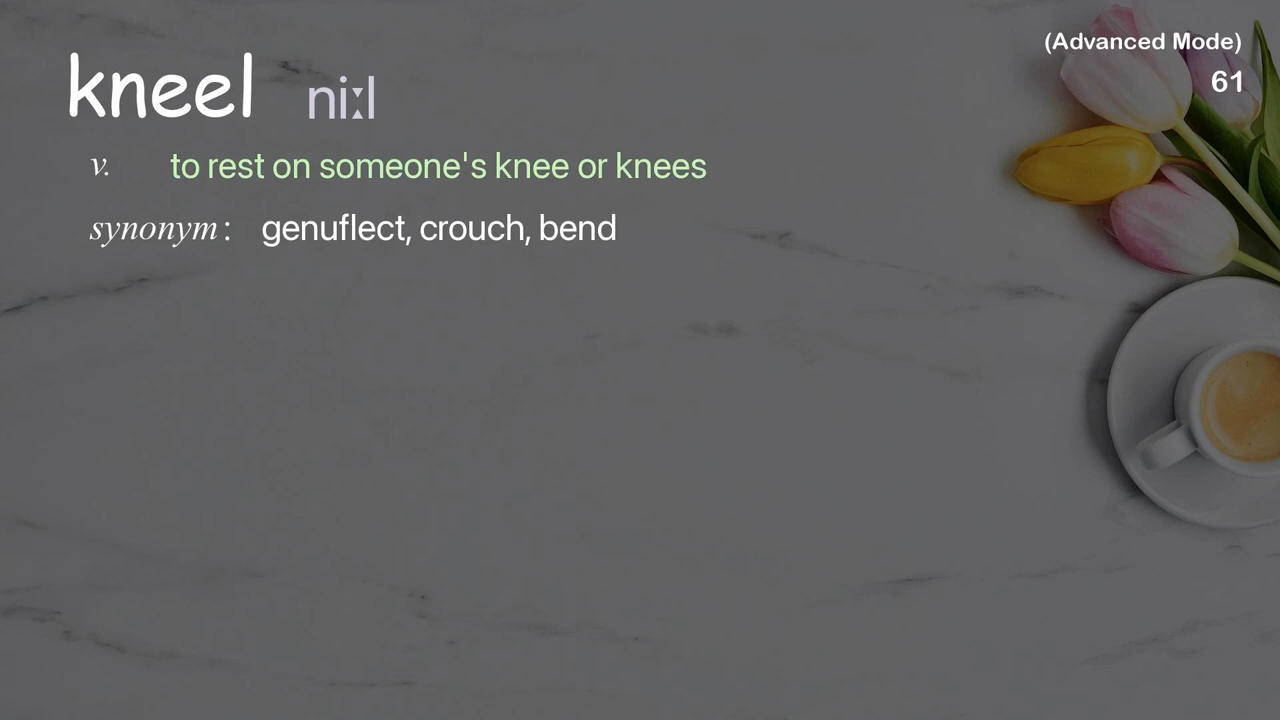 (Advanced Mode)
61
kneel niːl
v. to rest on someone's knee or knees
synonym : genuflect, crouch, bend